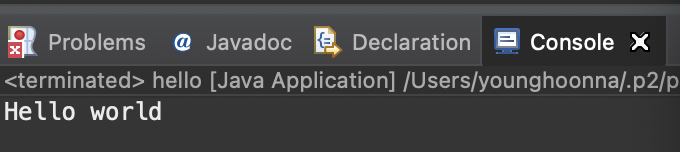 Problems @ Javadoc Declaration Console
<terminated> hello [Java Application] /Users/younghoonna/.p2/p
Hello world